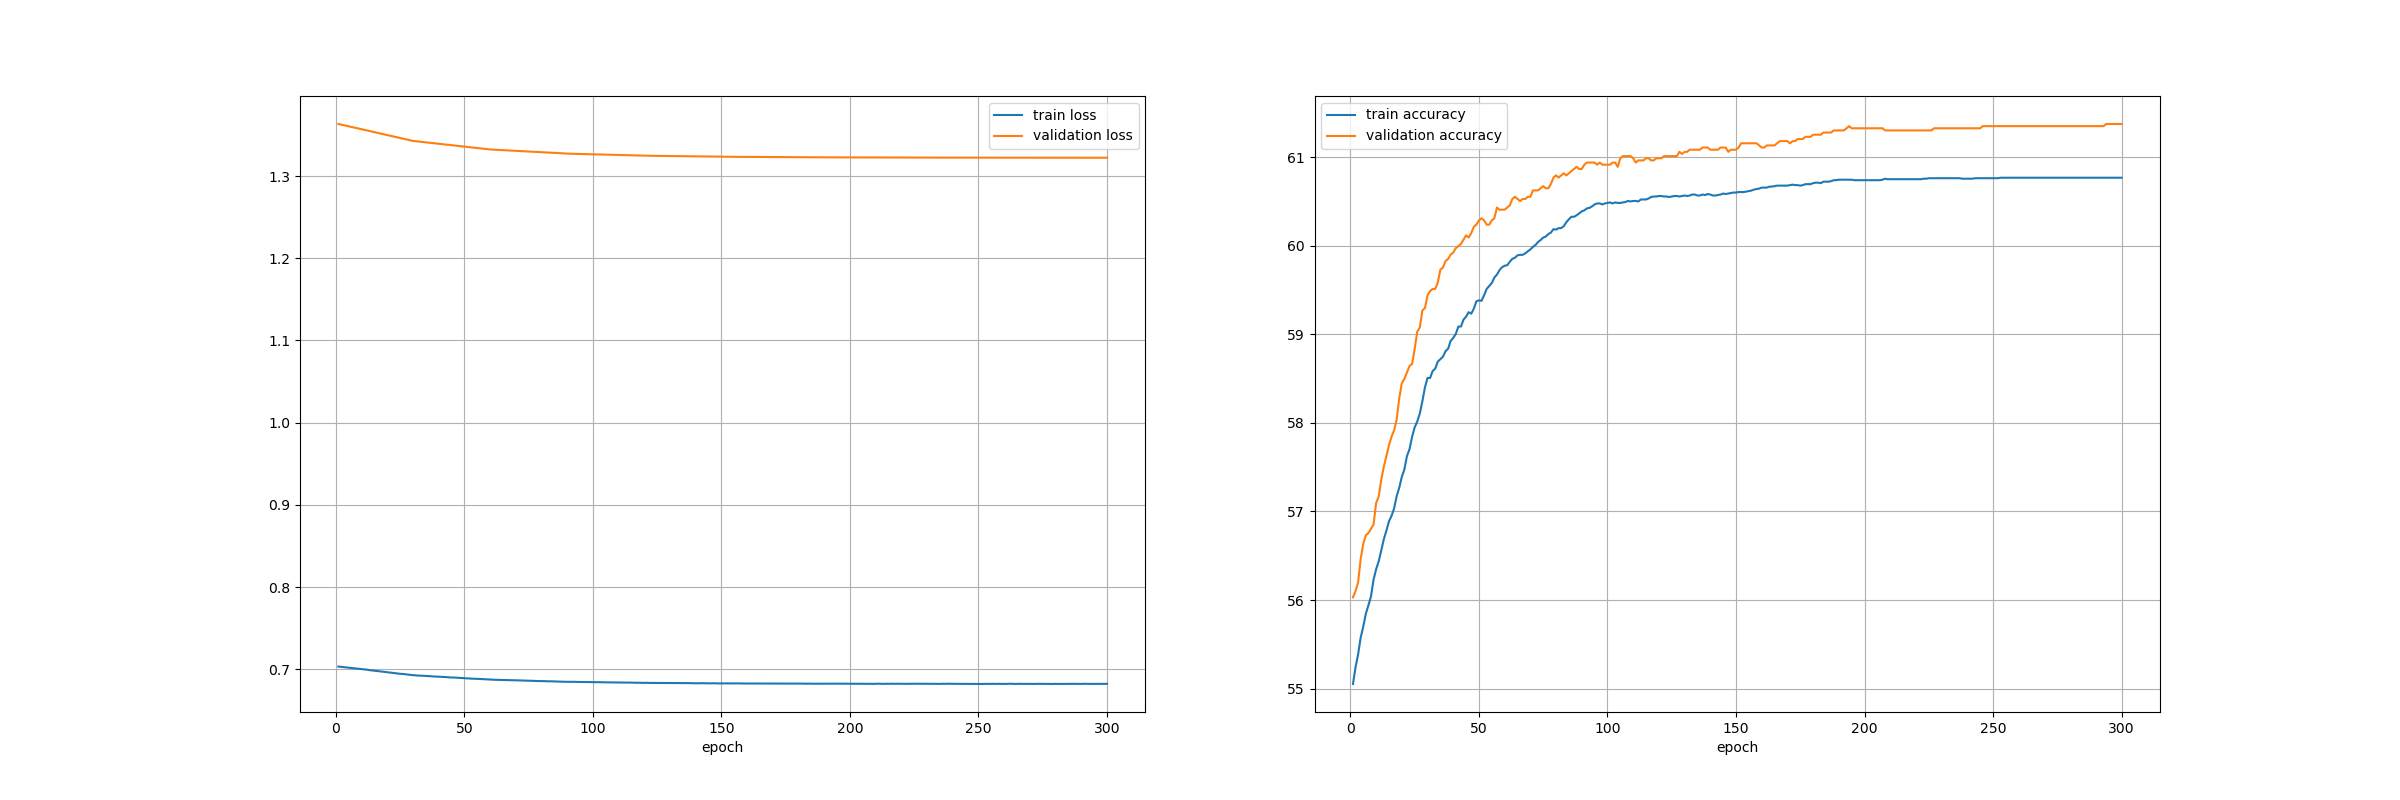 train loss
validation loss
1.3
1.2
1.1
1.0
0.9
0.8
0.7
0 50 100 150 200 250 300
epoch
train accuracy
validation accuracy
61
60
59
58
57
56
55
0 50 100 150 200 250 300
epoch